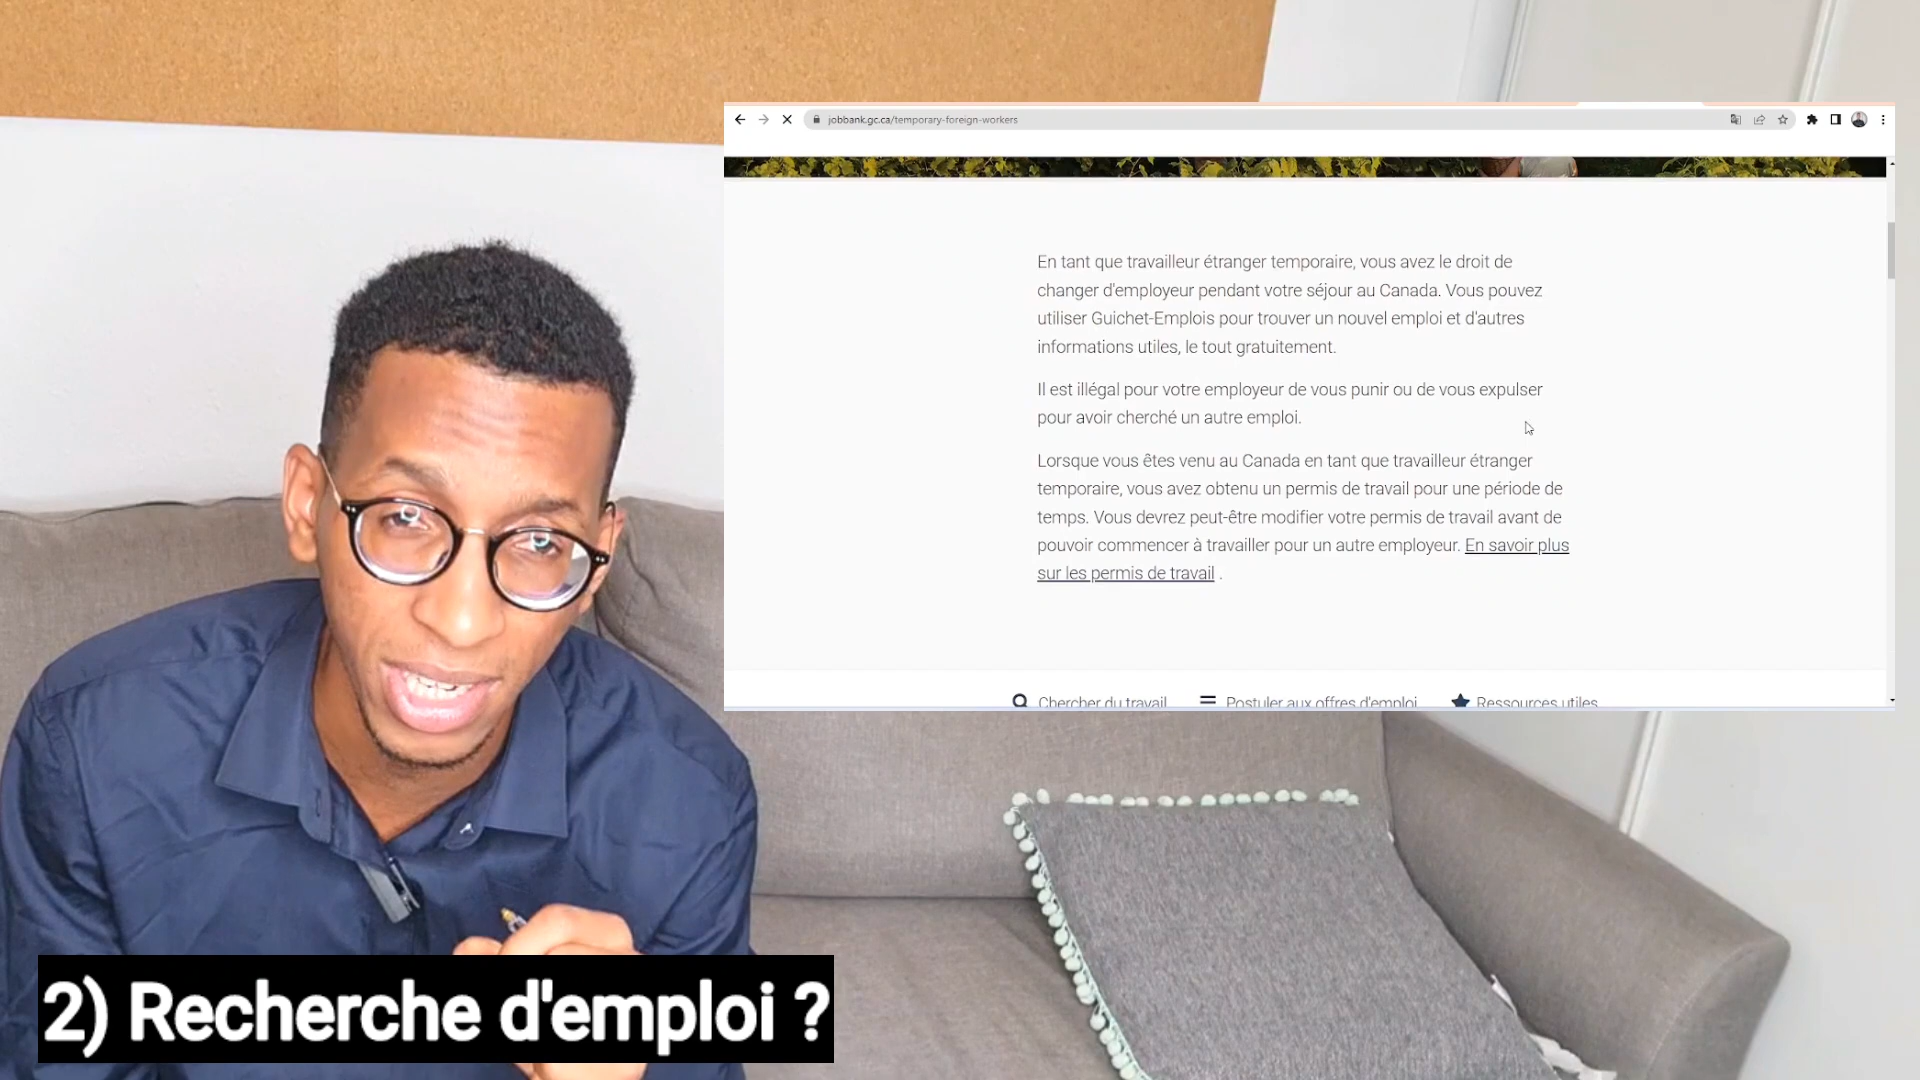 jobbank.gc.ca/temporary-foreign-workers
En tant que travailleur étranger temporaire, vous avez le droit de
changer d'employeur pendant votre séjour au Canada. Vous pouvez
utiliser Guichet-Emplois pour trouver un nouvel emploi et d'autres
informations utiles, le tout gratuitement.
Il est illégal pour votre employeur de vous punir ou de vous expulser
pour avoir cherché un autre emploi.
Lorsque vous êtes venu au Canada en tant que travailleur étranger
temporaire, vous avez obtenu un permis de travail pour une période de
temps. Vous devrez peut-être modifier votre permis de travail avant de
pouvoir commencer à travailler pour un autre employeur. En savoir plus
sur les permis de travail .
Chercher du travail Postuler aux offres d'emploi Ressources utiles
2) Recherche d'emploi ?